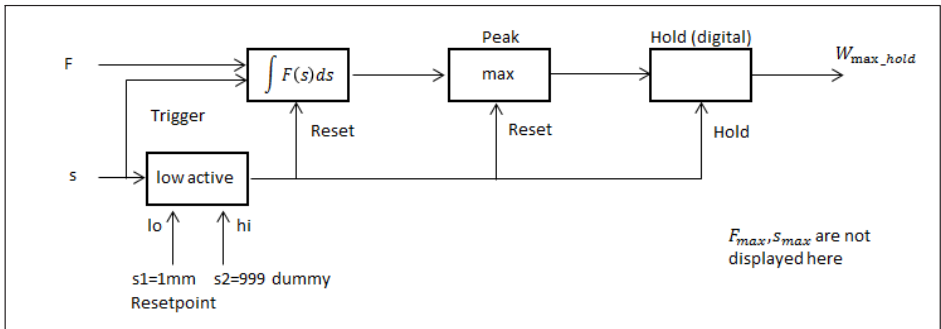 Peak
Hold (digital)
W_max_hold
F
∫ F(s)ds
max
Trigger
Reset
Reset
Hold
s
low active
lo
hi
F_max, s_max are not
displayed here
s1=1mm
s2=999 dummy
Resetpoint